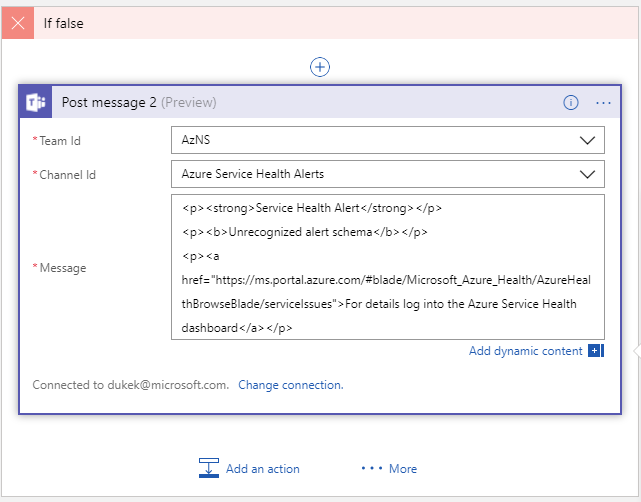 If false
Post message 2 (Preview)
*Team Id
AzNS
*Channel Id
Azure Service Health Alerts
*Message
<p><strong>Service Health Alert</strong></p>
<p><b>Unrecognized alert schema</b></p>
<p><a
href="https://ms.portal.azure.com/#blade/Microsoft_Azure_Health/AzureHeal
thBrowseBlade/serviceIssues">For details log into the Azure Service Health
dashboard</a></p>
Add dynamic content
Connected to dukek@microsoft.com. Change connection.
Add an action
More